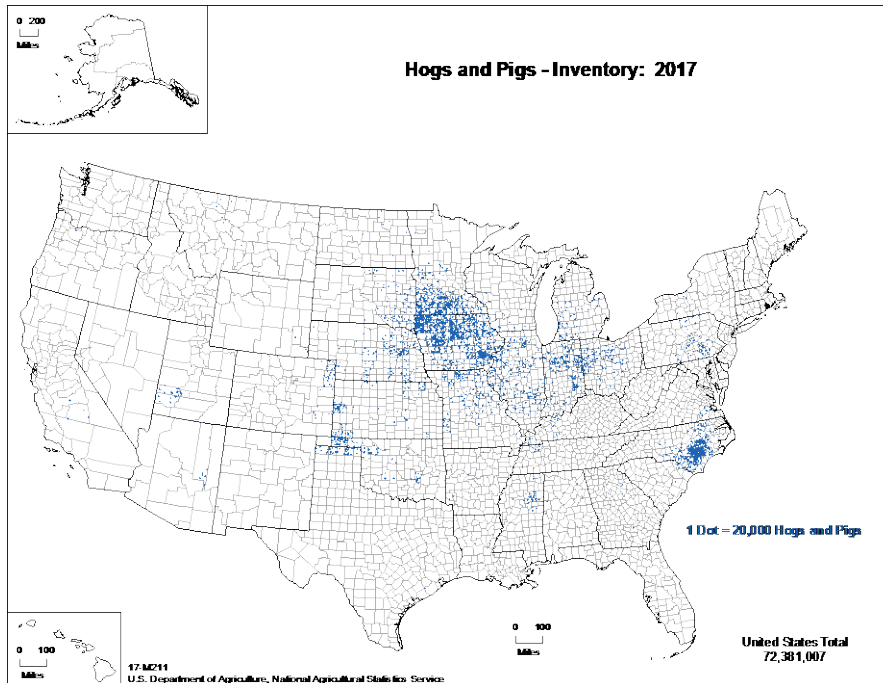 0 200
Miles
Hogs and Pigs - Inventory: 2017
1 Dot = 20,000 Hogs and Pigs
0 100
Miles
0 100
Miles
United States Total
72,381,007
17-M211
U.S. Department of Agriculture, National Agricultural Statistics Service